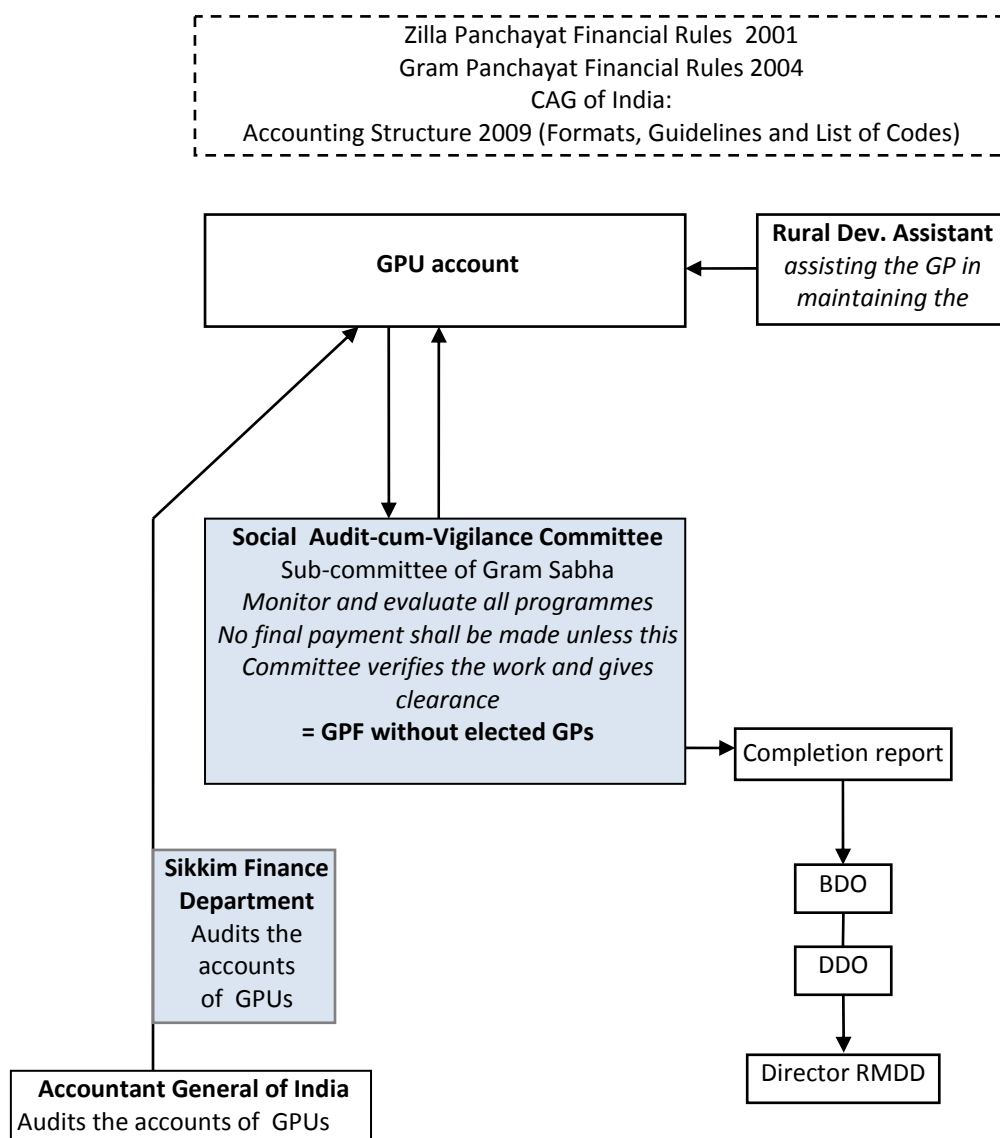 Zilla Panchayat Financial Rules 2001
Gram Panchayat Financial Rules 2004
CAG of India:
Accounting Structure 2009 (Formats, Guidelines and List of Codes)
GPU account
Rural Dev. Assistant
assisting the GP in
maintaining the
Social Audit-cum-Vigilance Committee
Sub-committee of Gram Sabha
Monitor and evaluate all programmes
No final payment shall be made unless this
Committee verifies the work and gives
clearance
= GPF without elected GPs
Completion report
BDO
DDO
Director RMDD
Sikkim Finance
Department
Audits the
accounts
of GPUs
Accountant General of India
Audits the accounts of GPUs